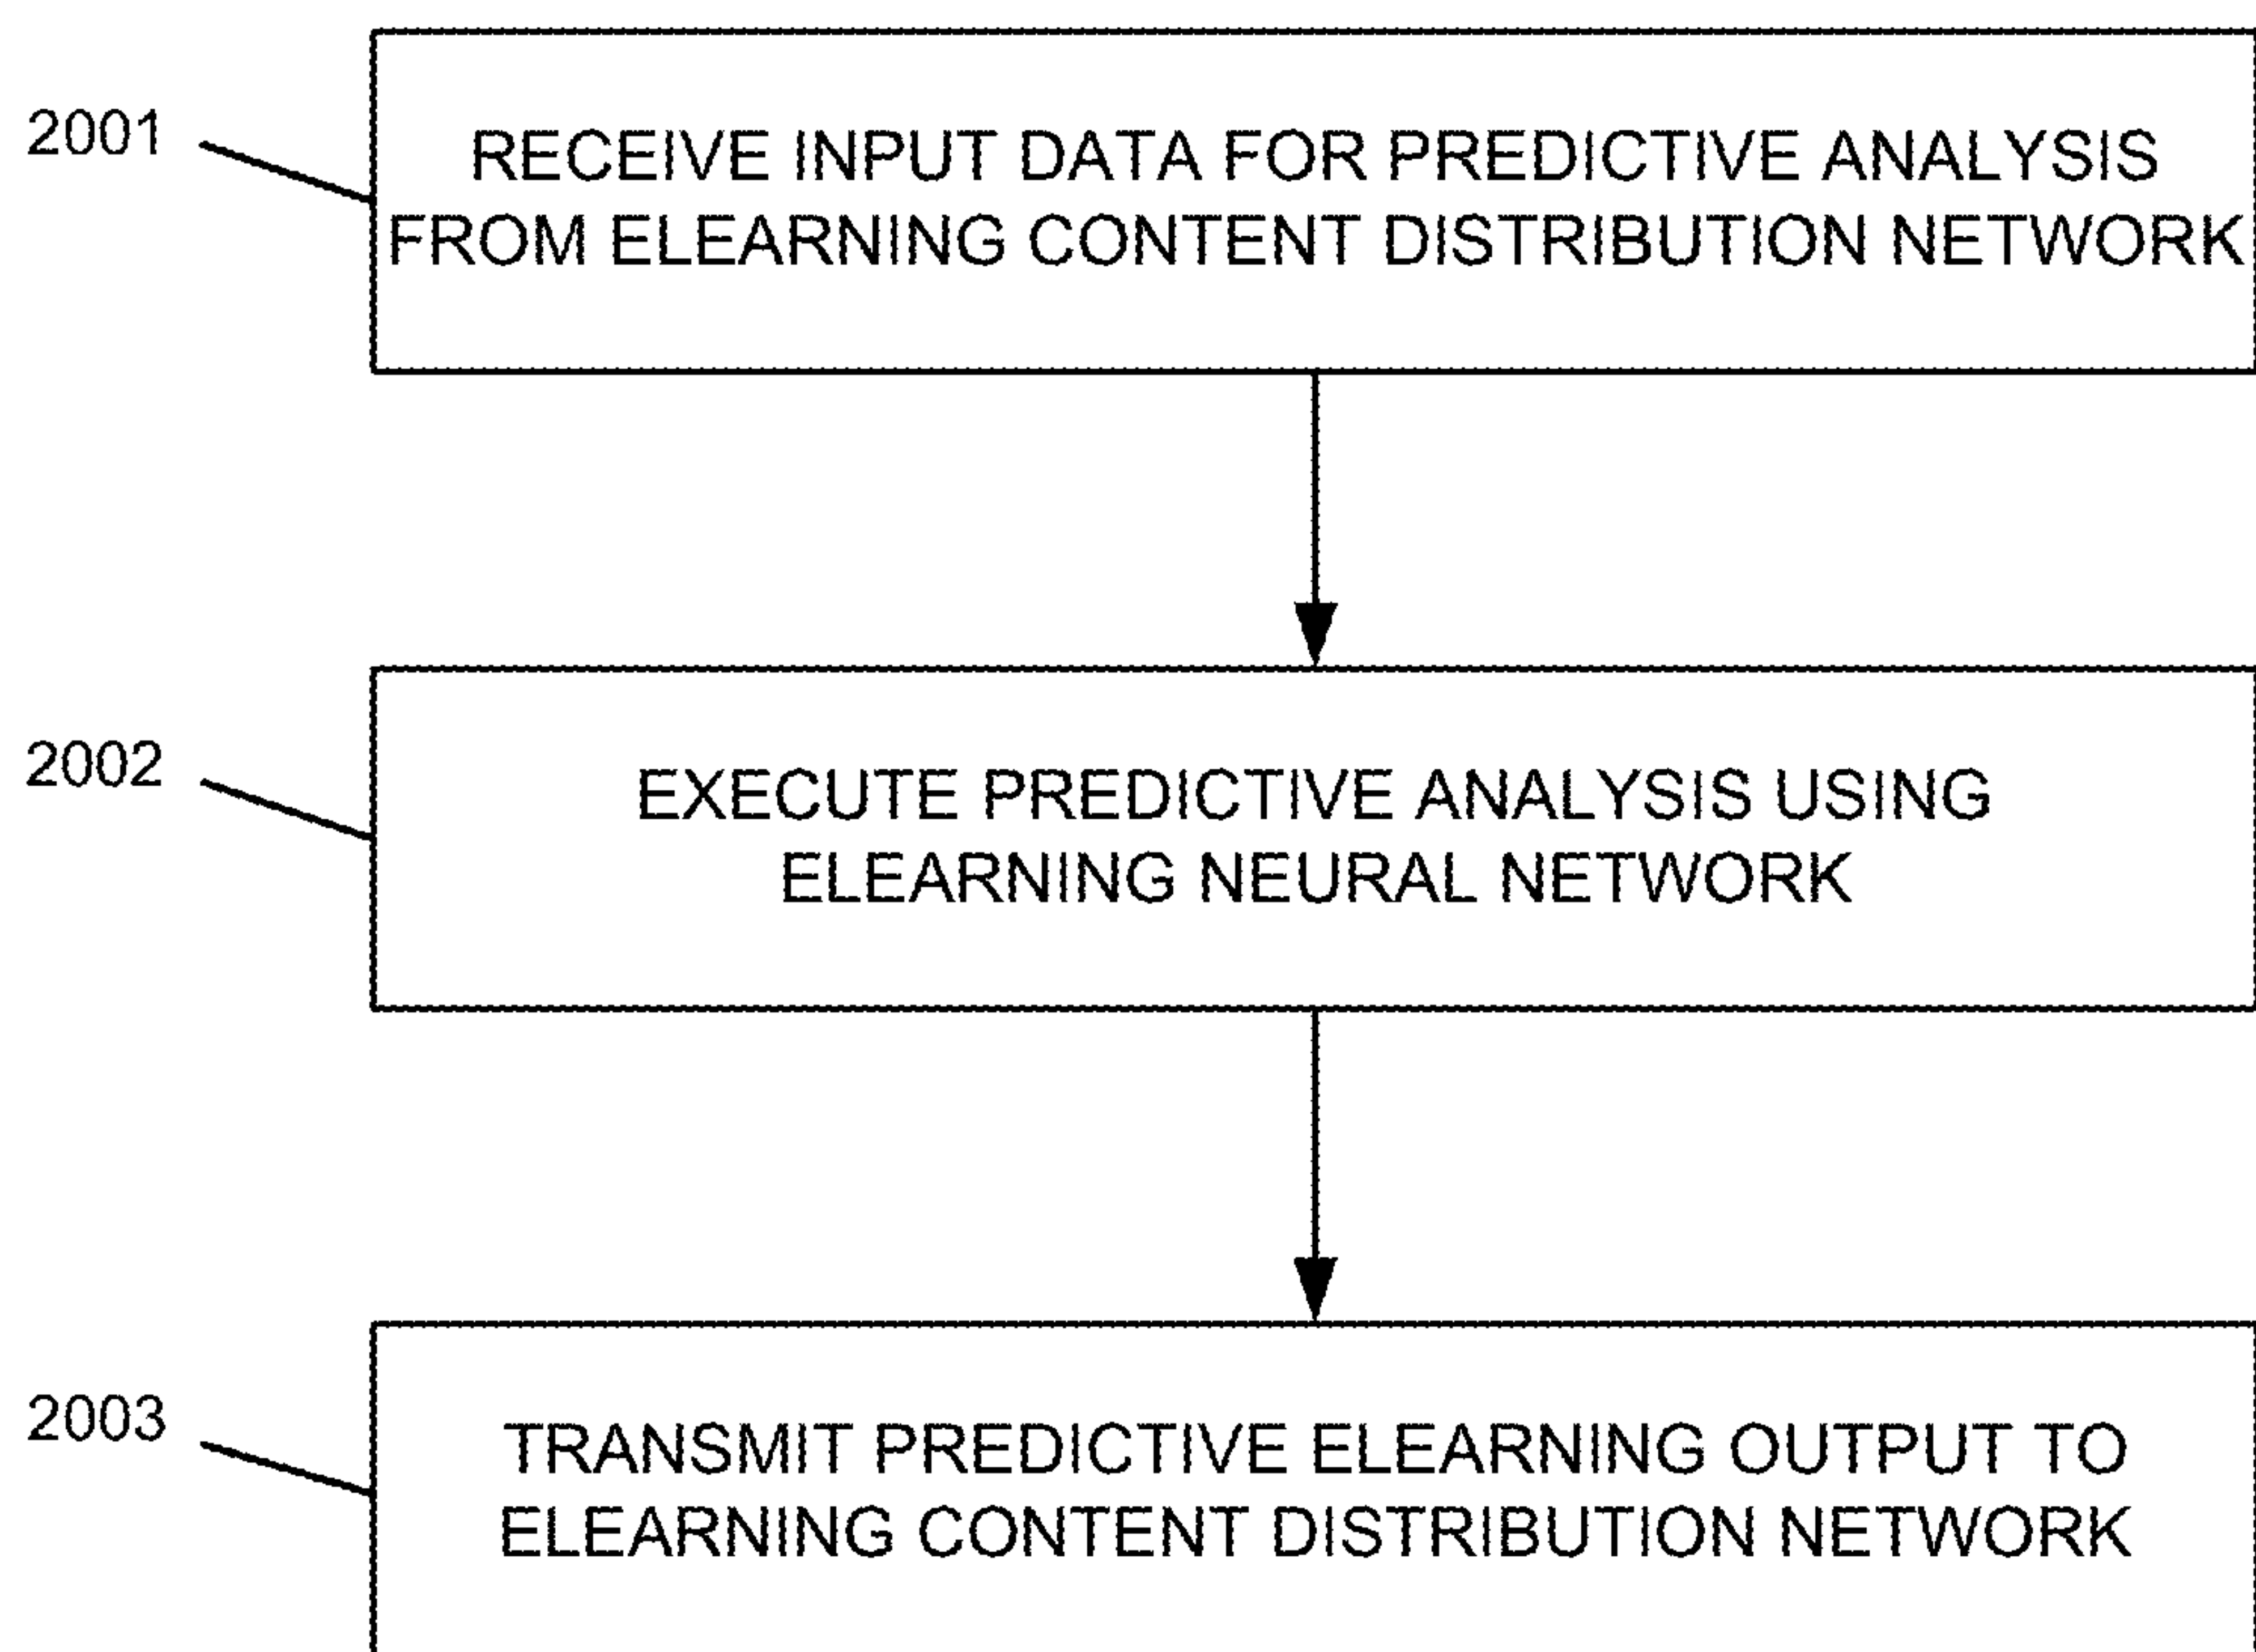 2001
RECEIVE INPUT DATA FOR PREDICTIVE ANALYSIS
FROM ELEARNING CONTENT DISTRIBUTION NETWORK
2002
EXECUTE PREDICTIVE ANALYSIS USING
ELEARNING NEURAL NETWORK
2003
TRANSMIT PREDICTIVE ELEARNING OUTPUT TO
ELEARNING CONTENT DISTRIBUTION NETWORK